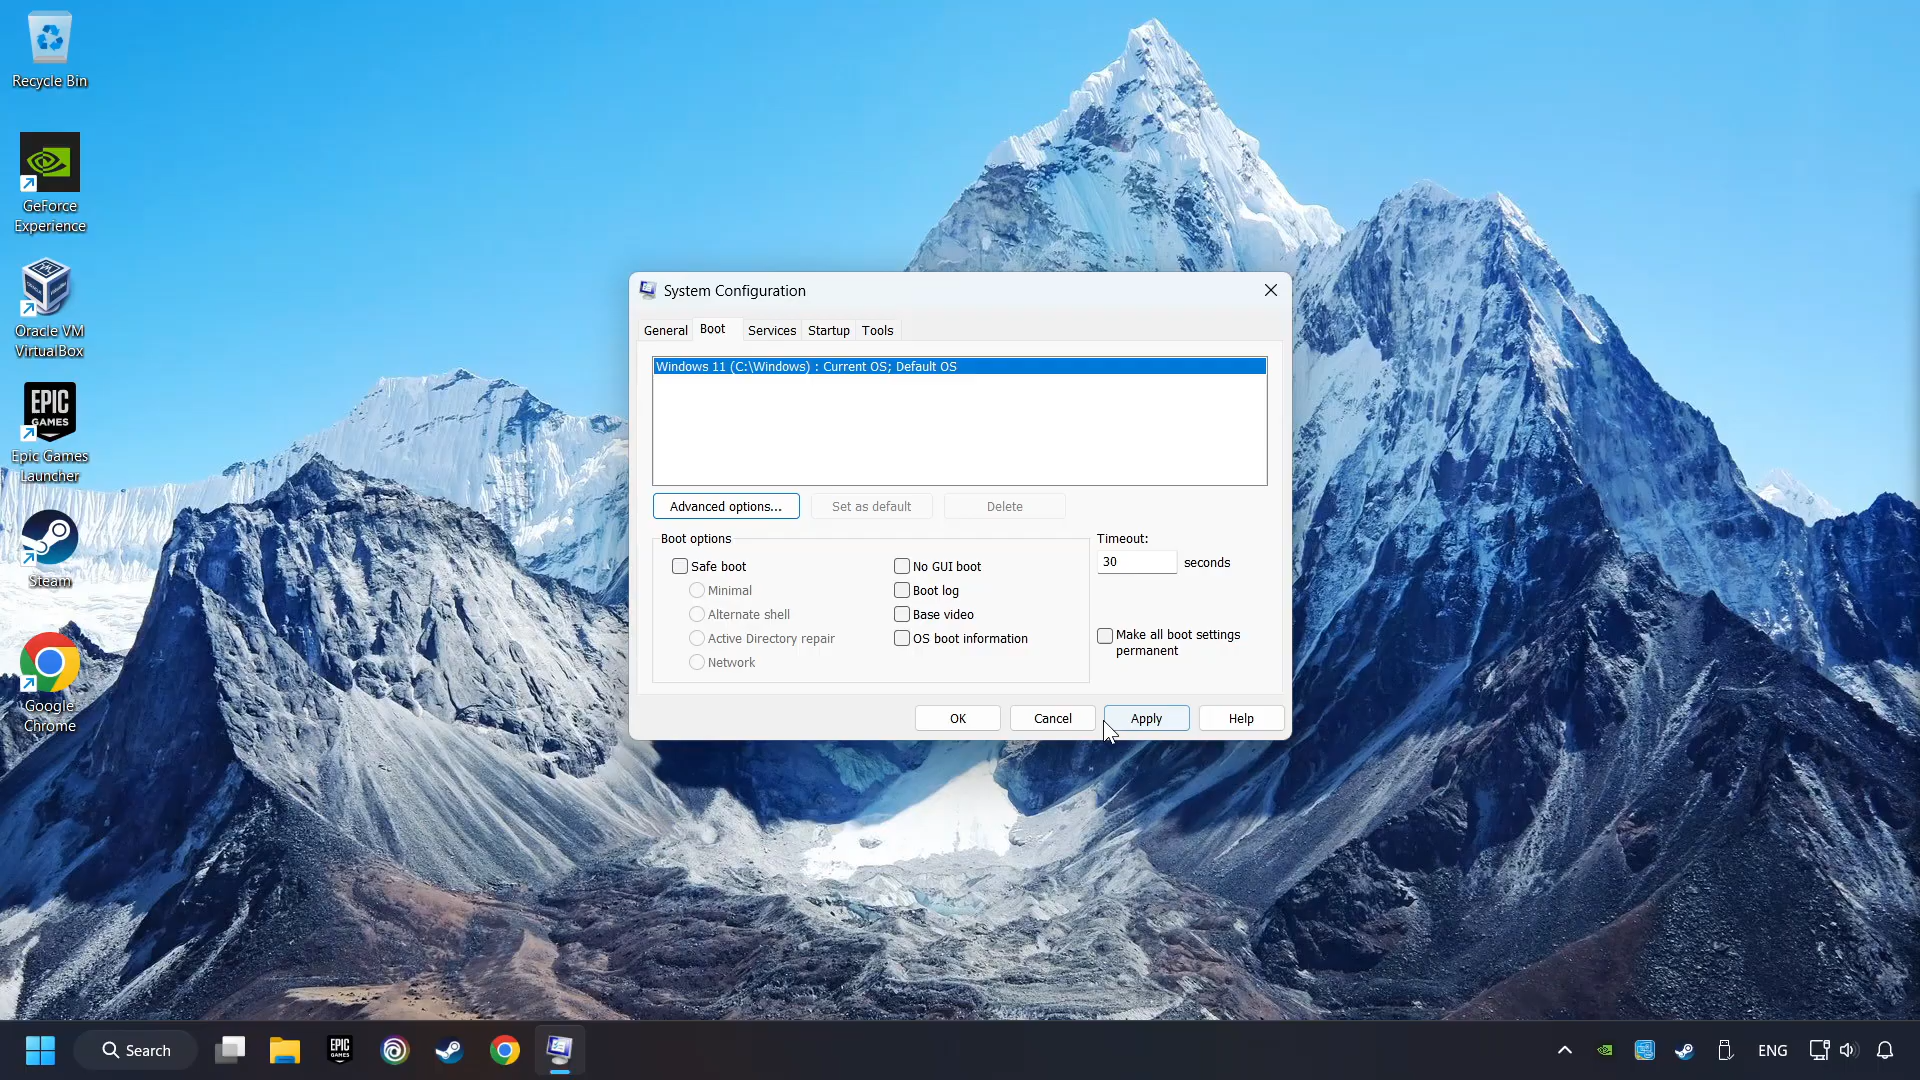 Recycle Bin
GeForce
Experience
Oracle VM
VirtualBox
EPIC
GAMES
Epic Games
Launcher
Steam
Google
Chrome
System Configuration
General Boot Services Startup Tools
Windows 11 (C:\Windows) : Current OS; Default OS
Advanced options... Set as default Delete
Boot options
Timeout:
Safe boot
No GUI boot
30 seconds
Minimal
Boot log
Alternate shell
Base video
Active Directory repair
OS boot information
Make all boot settings
permanent
Network
OK Cancel Apply Help
Search
EPIC
GAMES
ENG